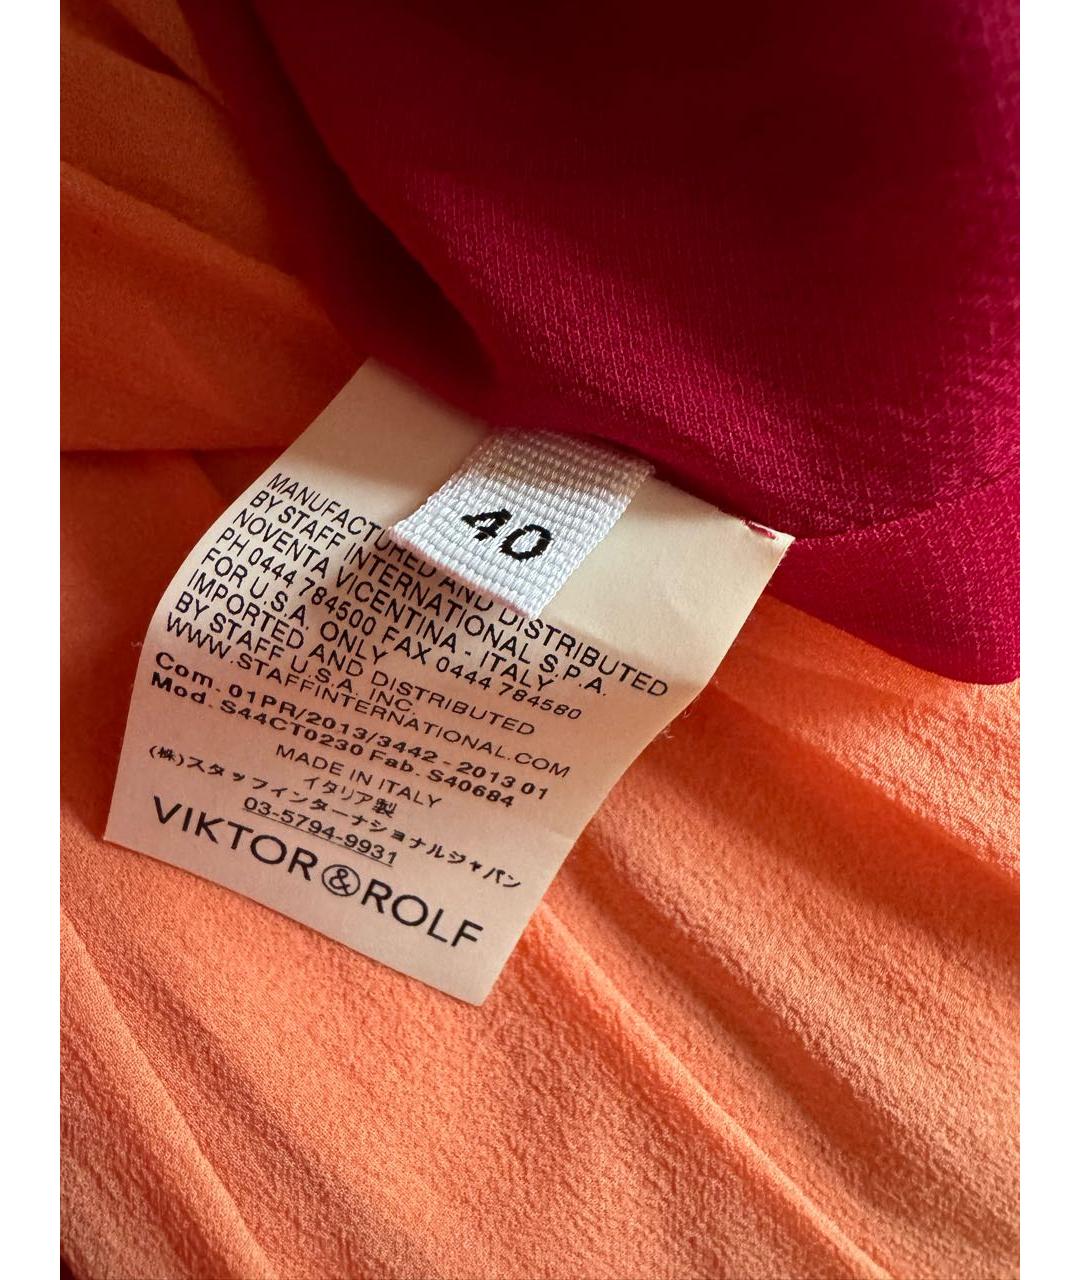 40
MANUFACTURED AND DISTRIBUTED
BY STAFF INTERNATIONAL S.P.A.
NOVENTA VICENTINA - ITALY
PH 0444 784500 FAX 0444 784580
FOR U.S.A. ONLY
IMPORTED AND DISTRIBUTED
BY STAFF U.S.A. INC.
WWW.STAFFINTERNATIONAL.COM
Com. 01PR/2013/3442 - 2013 01
Mod. S44CT0230 Fab. S40684
MADE IN ITALY
イタリア製
(株)スタッフインターナショナルジャパン
03-5794-9931
VIKTOR&ROLF